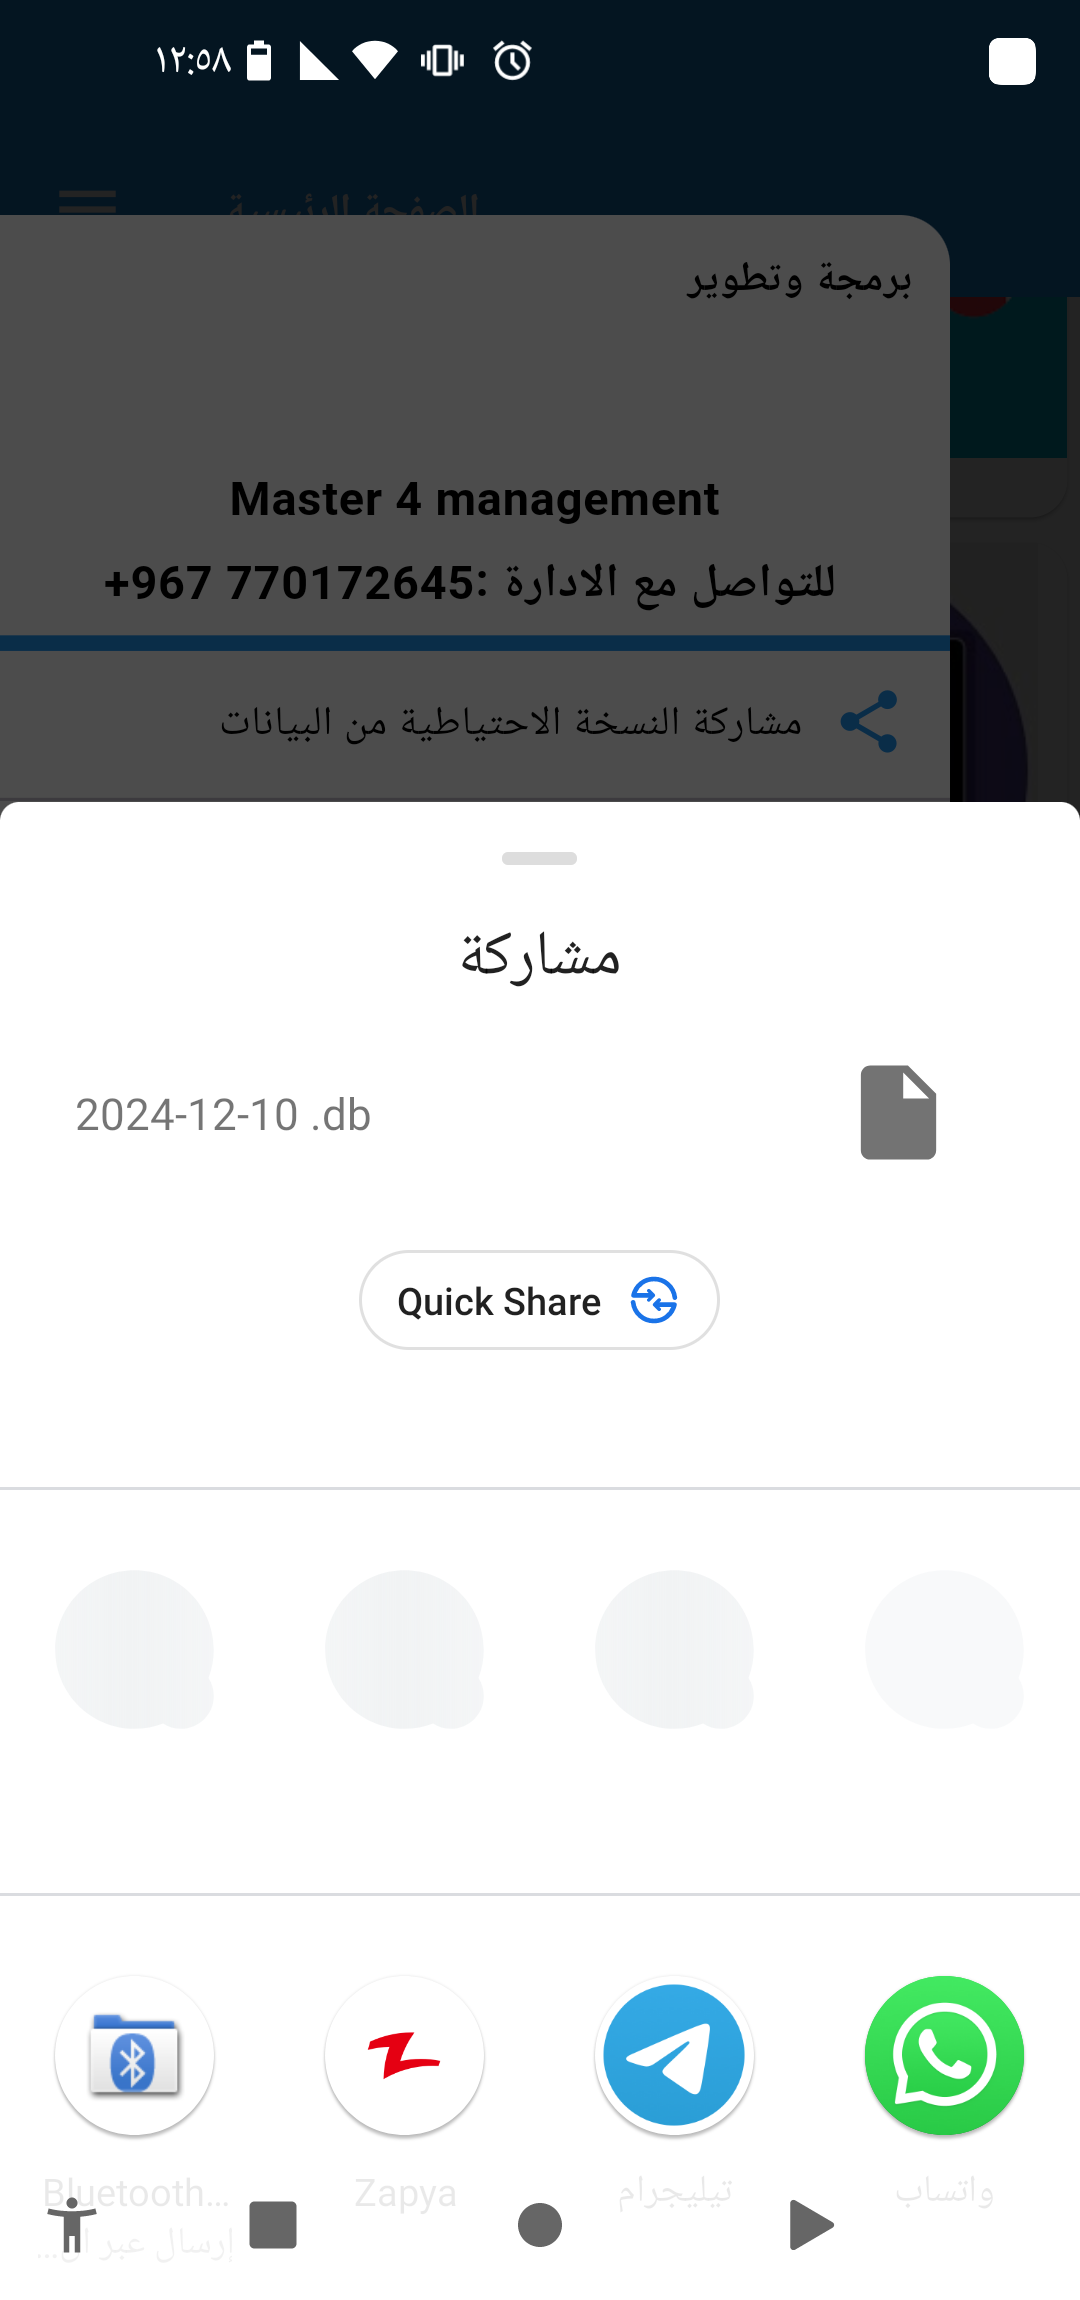 ١٢:٥٨
الصفحة الرئيسية
برمجة وتطوير
Master 4 management
للتواصل مع الادارة :770172645 967+
مشاركة النسخة الاحتياطية من البيانات
مشاركة
2024-12-10 .db
Quick Share
واتساب
تيليجرام
Zapya
Bluetooth…
إرسال عبر ال…